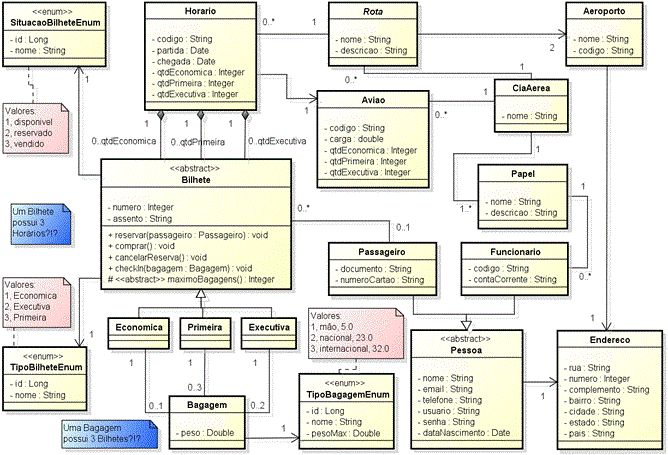 <<enum>>
SituacaoBilheteEnum
- id : Long
- nome : String
Valores:
1, disponivel
2, reservado
3, vendido
1
Horario
- codigo : String
- partida : Date
- chegada : Date
- qtdEconomica : Integer
- qtdPrimeira : Integer
- qtdExecutiva : Integer
0..*
1
1
1
1
1
0..qtdEconomica
0..qtdPrimeira
0..qtdExecutiva
Rota
- nome : String
- descricao : String
0..*
2
Aeroporto
- nome : String
- codigo : String
1
Aviao
- codigo : String
- carga : double
- qtdEconomica : Integer
- qtdPrimeira : Integer
- qtdExecutiva : Integer
0..*
1
1
1
CiaAerea
- nome : String
1..*
Papel
- nome : String
- descricao : String
1
0..*
<<abstract>>
Bilhete
- numero : Integer
- assento : String
+ reservar(passageiro : Passageiro) : void
+ comprar() : void
+ cancelarReserva() : void
+ checkIn(bagagem : Bagagem) : void
# <<abstract>> maximoBagagens() : Integer
0..*
0..1
Um Bilhete
possui 3
Horários?!?
Passageiro
- documento : String
- numeroCartao : String
Funcionario
- codigo : String
- contaCorrente : String
Valores:
1, Economica
2, Executiva
3, Primeira
1
<<enum>>
TipoBilheteEnum
- id : Long
- nome : String
Economica
Primeira
Executiva
1
1
1
0..1
0..3
0..2
Valores:
1, mão, 5.0
2, nacional, 23.0
3, internacional, 32.0
Bagagem
- peso : Double
1
Uma Bagagem
possui 3 Bilhetes?!?
<<enum>>
TipoBagagemEnum
- id : Long
- nome : String
- pesoMax : Double
<<abstract>>
Pessoa
- nome : String
- email : String
- telefone : String
- usuario : String
- senha : String
- dataNascimento : Date
1
1
Endereco
- rua : String
- numero : Integer
- complemento : String
- bairro : String
- cidade : String
- estado : String
- pais : String